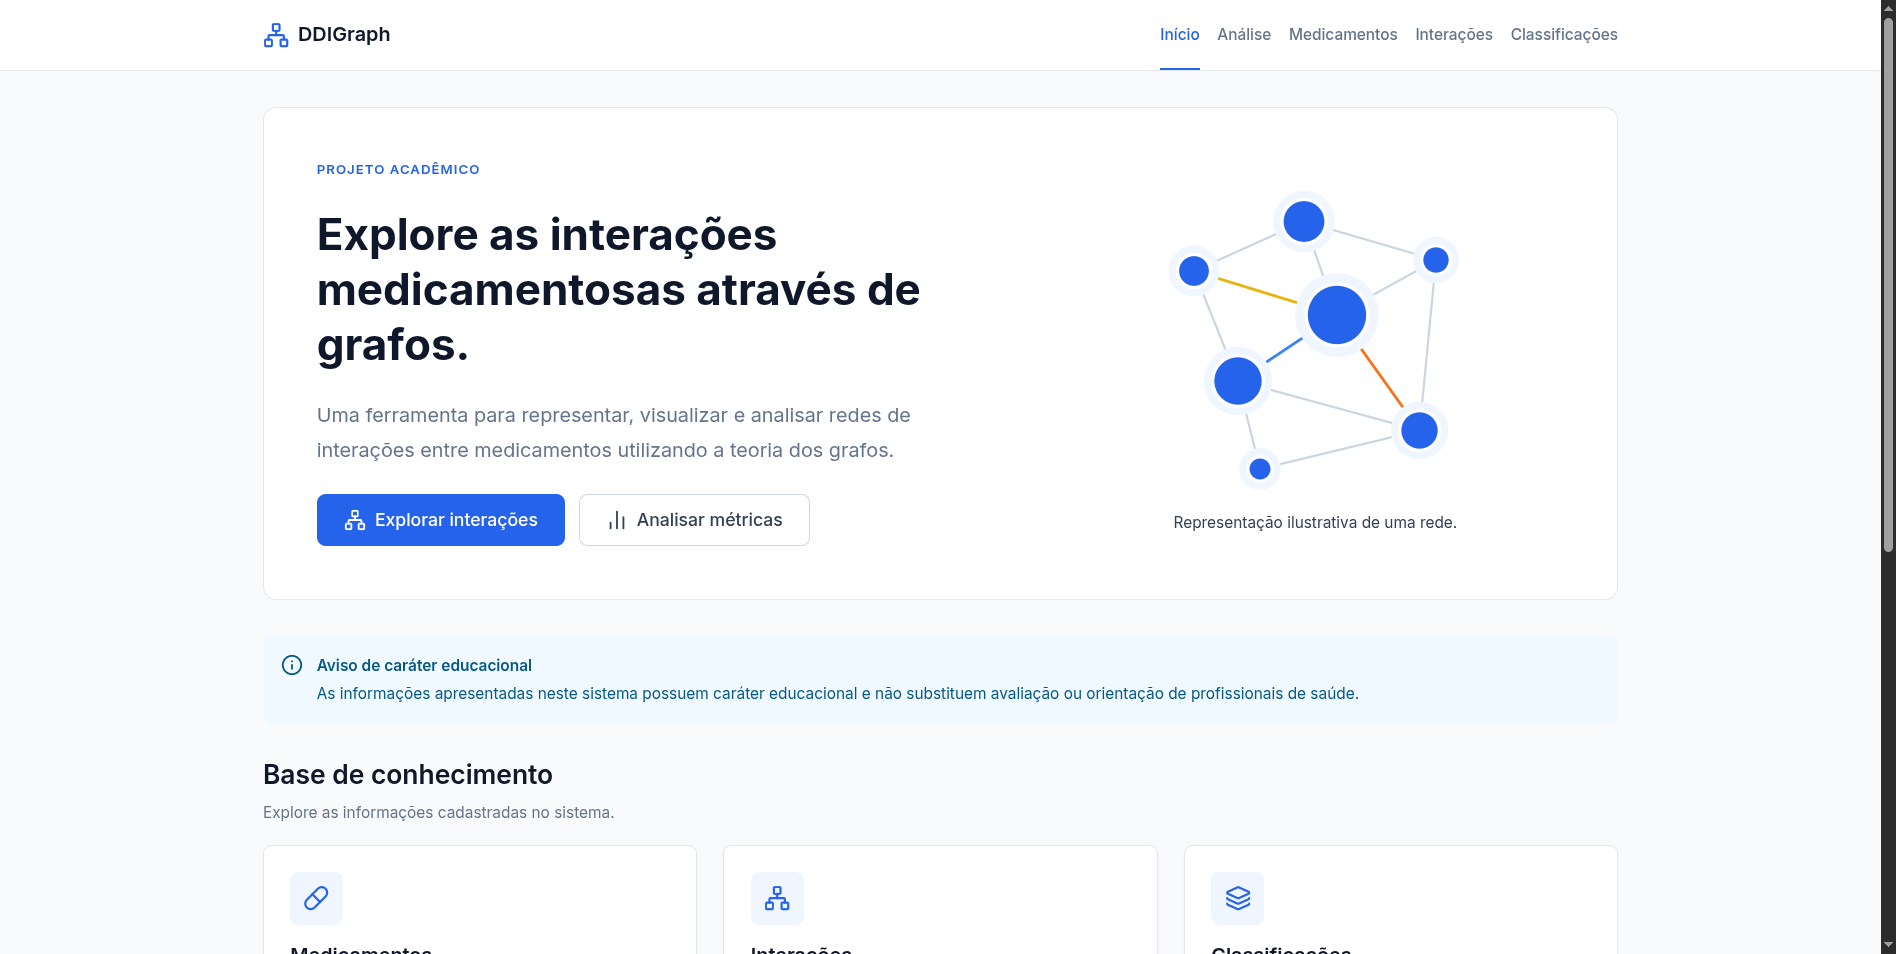 DDIGraph
Início Análise Medicamentos Interações Classificações
PROJETO ACADÊMICO
Explore as interações
medicamentosas através de
grafos.
Uma ferramenta para representar, visualizar e analisar redes de
interações entre medicamentos utilizando a teoria dos grafos.
Explorar interações
Analisar métricas
Representação ilustrativa de uma rede.
Aviso de caráter educacional
As informações apresentadas neste sistema possuem caráter educacional e não substituem avaliação ou orientação de profissionais de saúde.
Base de conhecimento
Explore as informações cadastradas no sistema.
Medicamentos
Interações
Classificações